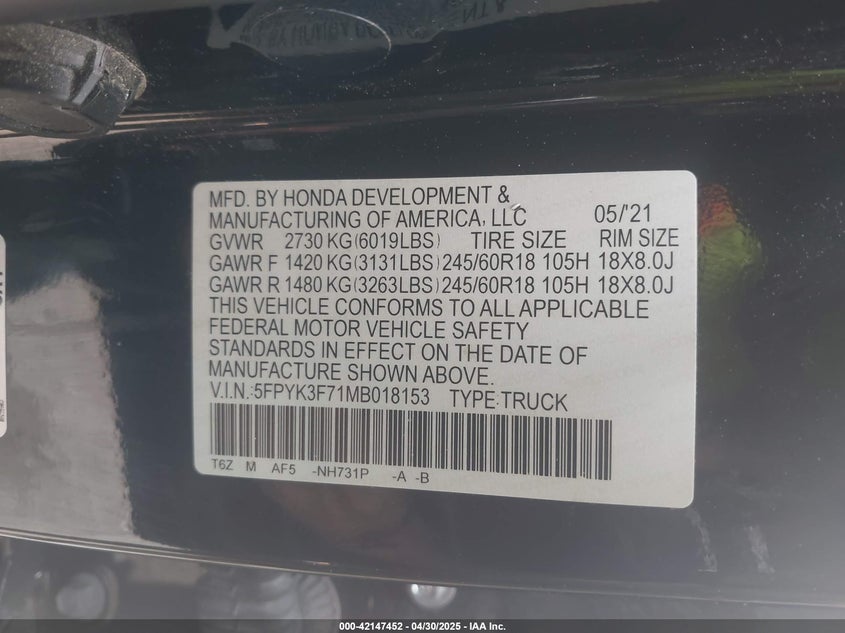 MFD. BY HONDA DEVELOPMENT &
MANUFACTURING OF AMERICA, LLC 05/'21
GVWR 2730 KG(6019LBS) TIRE SIZE RIM SIZE
GAWR F 1420 KG(3131LBS) 245/60R18 105H 18X8.0J
GAWR R 1480 KG(3263LBS) 245/60R18 105H 18X8.0J
THIS VEHICLE CONFORMS TO ALL APPLICABLE
FEDERAL MOTOR VEHICLE SAFETY
STANDARDS IN EFFECT ON THE DATE OF
MANUFACTURE SHOWN ABOVE.
V.I.N.:5FPYK3F71MB018153 TYPE:TRUCK
T6Z M AF5 -NH731P -A -B
000-42147452 | 04/30/2025 - IAA Inc.